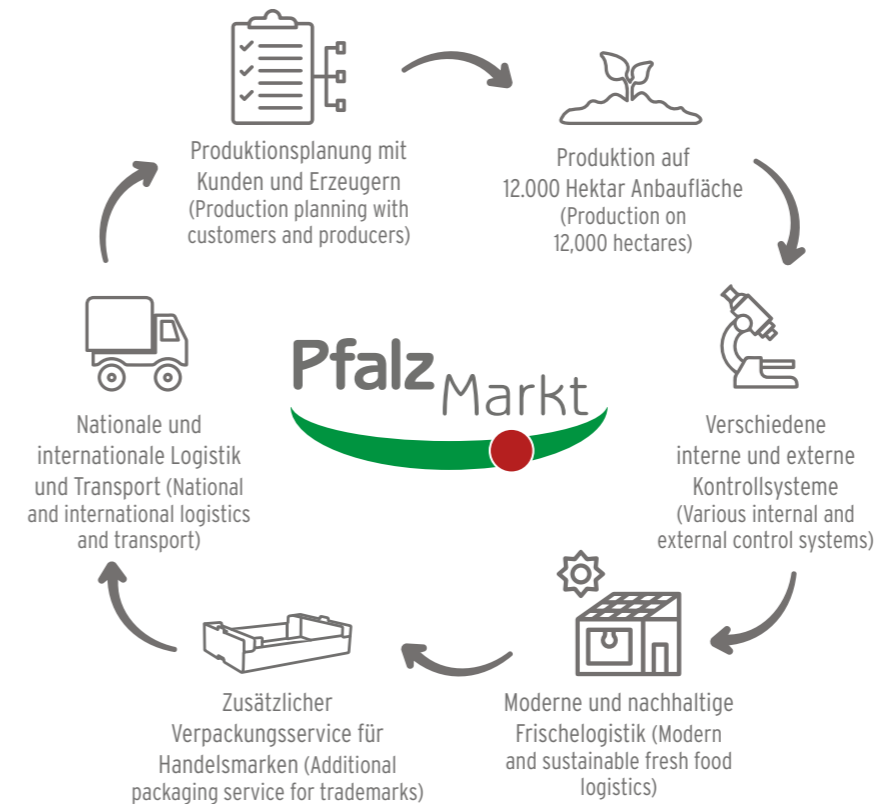 Produktionsplanung mit
Kunden und Erzeugern
(Production planning with
customers and producers)
Produktion auf
12.000 Hektar Anbaufläche
(Production on
12,000 hectares)
Pfalz
Markt
Nationale und
internationale Logistik
und Transport (National
and international logistics
and transport)
Verschiedene
interne und externe
Kontrollsysteme
(Various internal and
external control systems)
Zusätzlicher
Verpackungsservice für
Handelsmarken (Additional
packaging service for trademarks)
Moderne und nachhaltige
Frischelogistik (Modern
and sustainable fresh food
logistics)